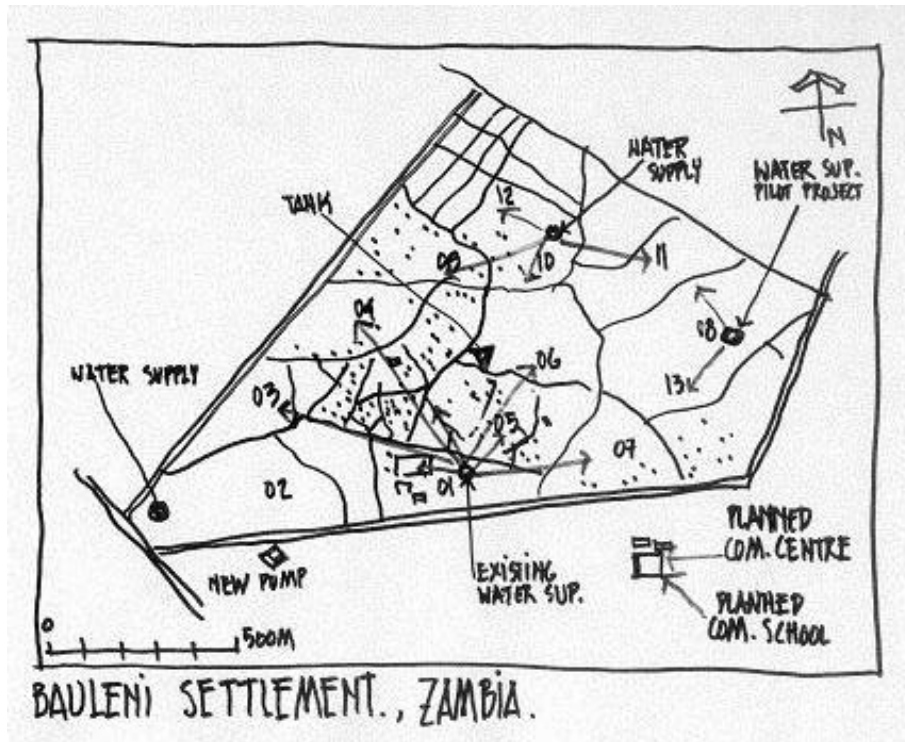 N
WATER
SUPPLY
WATER SUP.
PILOT PROJECT
TANK
12
09
10
11
04
08
06
13
WATER SUPPLY
03
05
07
02
01
NEW PUMP
EXISTING
WATER SUP.
PLANNED
COM. CENTRE
PLANNED
COM. SCHOOL
0
500M
BAULENI SETTLEMENT., ZAMBIA.